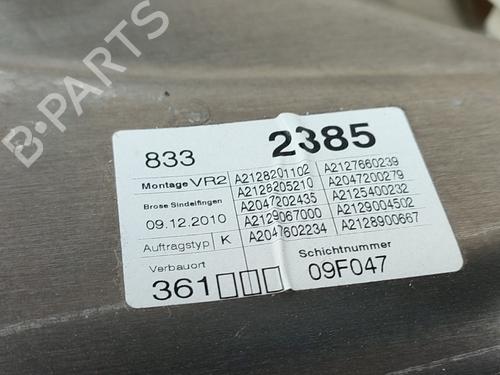 B-PARTS
833 2385
Montage VR2 A2128201102 A2127660239
Brose Sindelfingen A2128205210 A2047200279
09.12.2010 A2047202435 A2125400232
Auftragstyp K A2129067000 A2129004502
A2047602234 A2128900667
Verbauort Schichtnummer
361 09F047